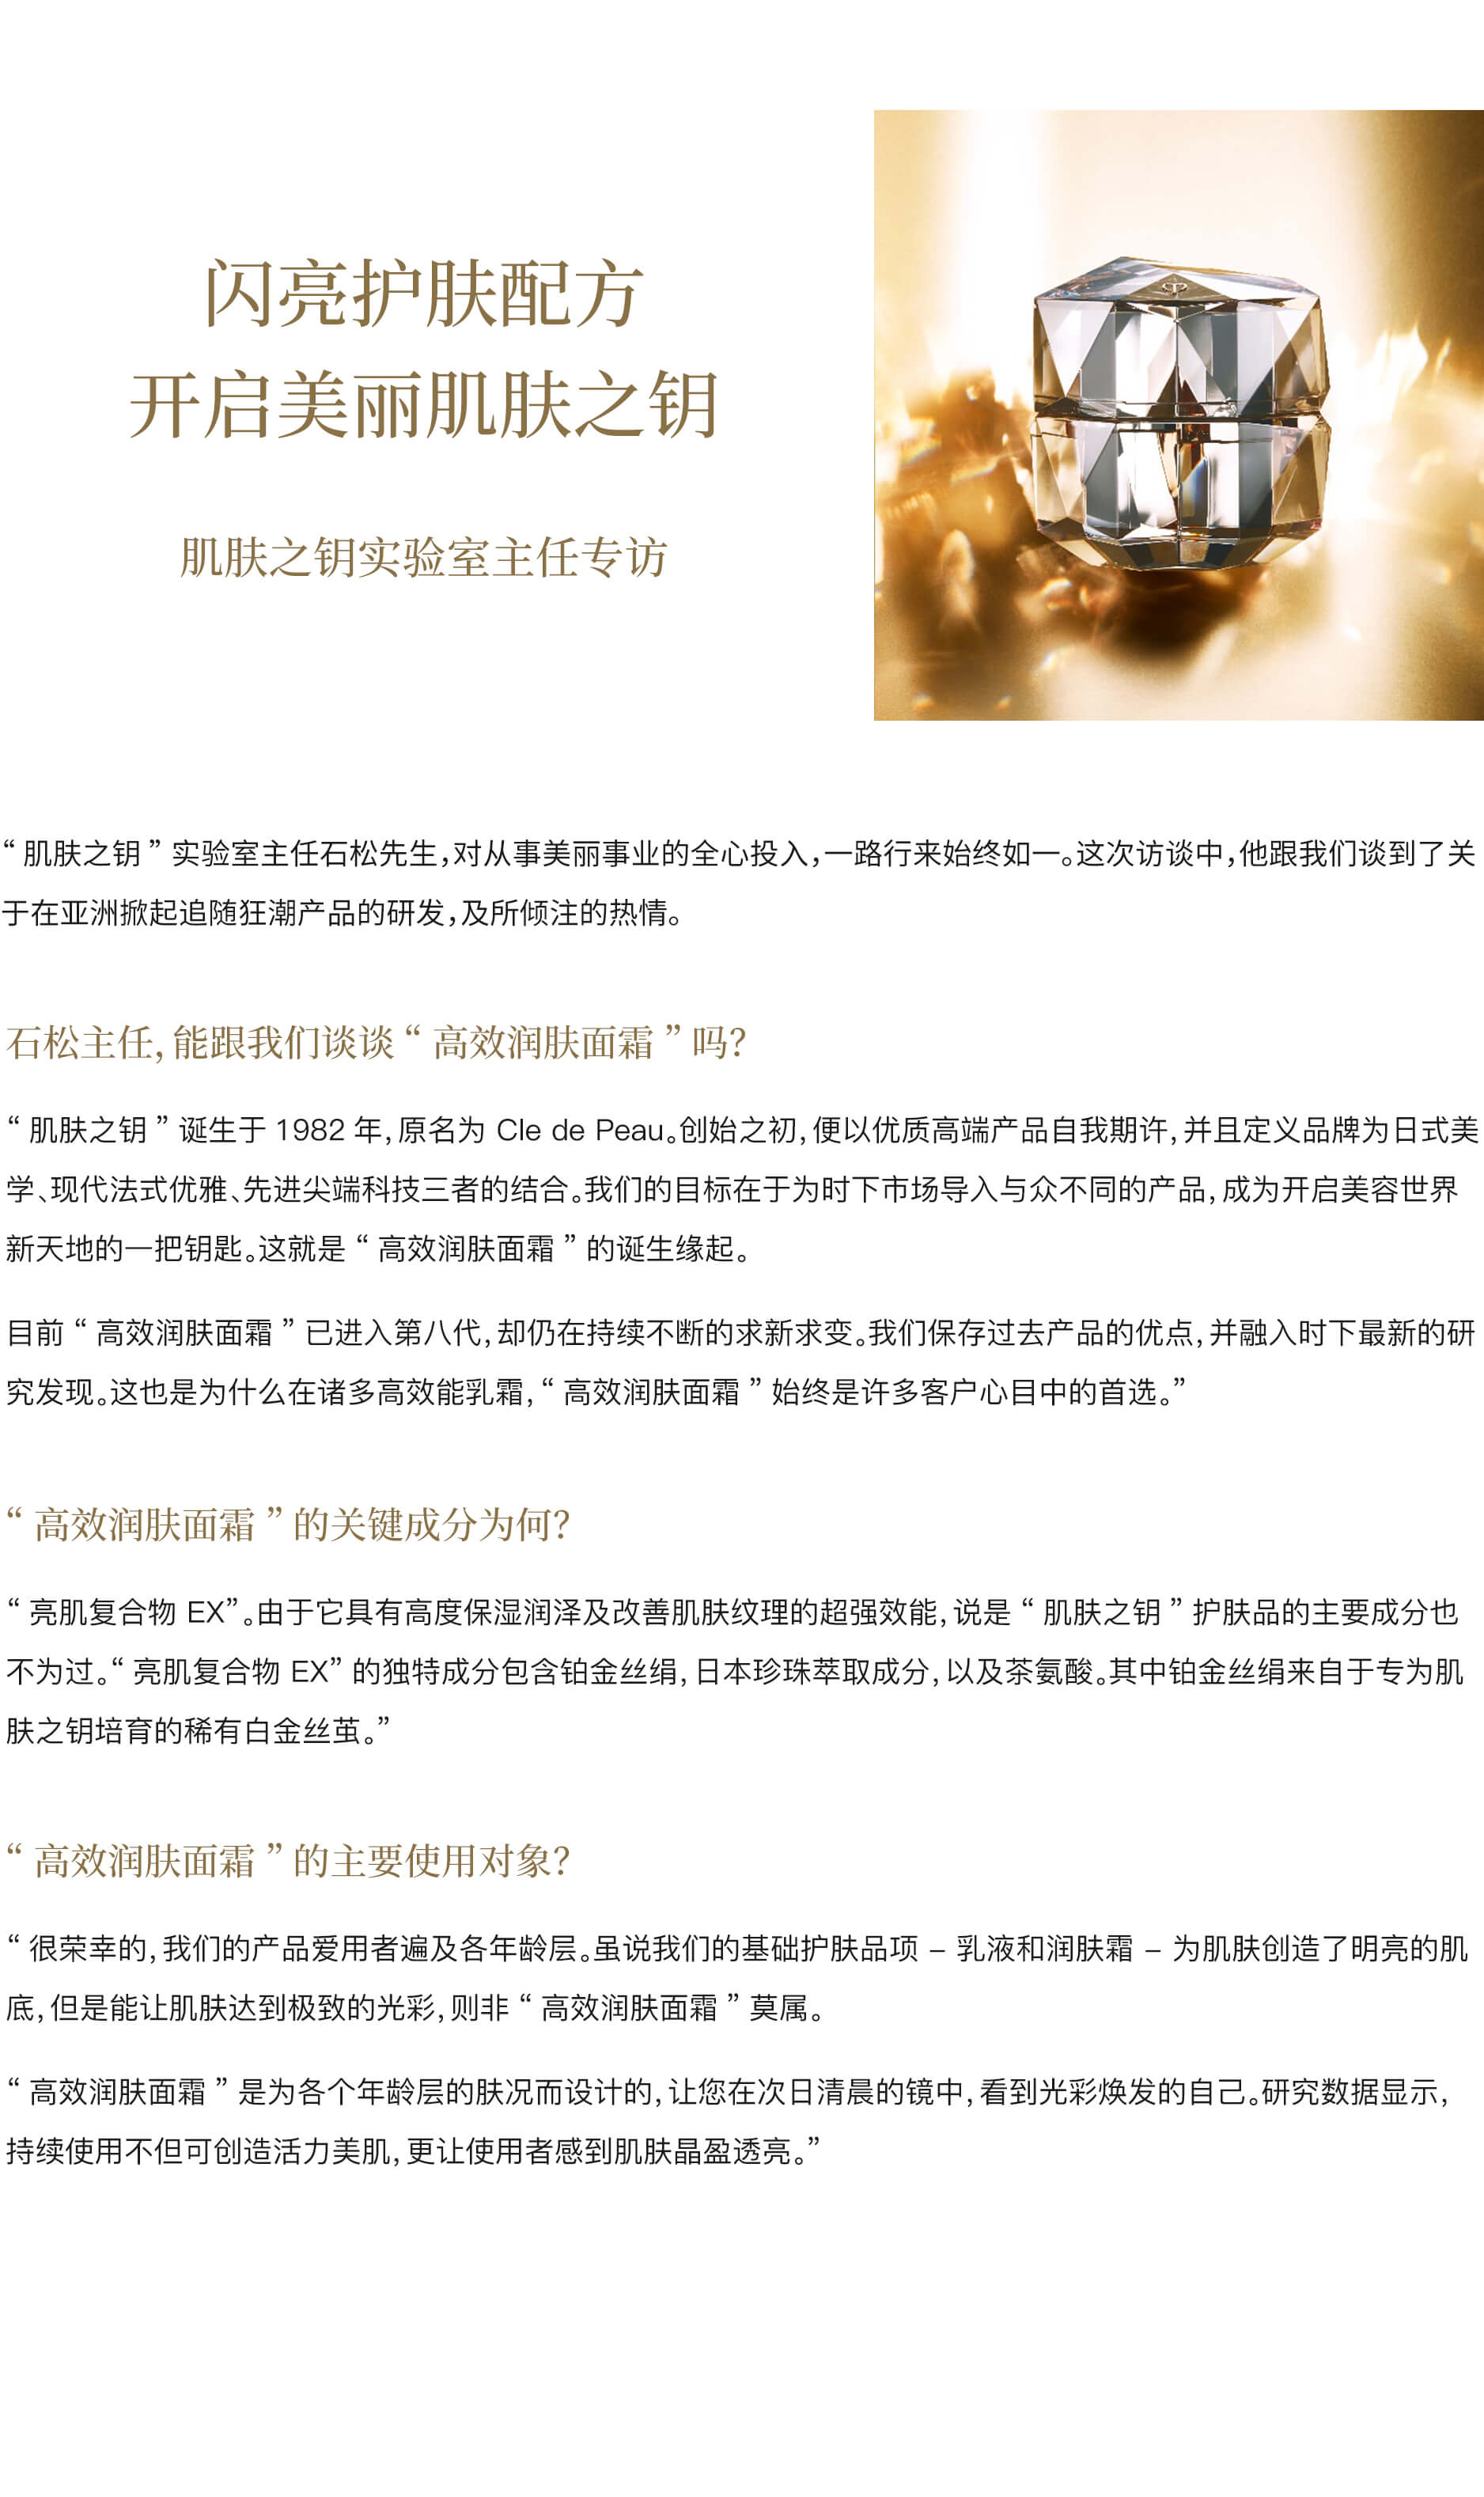 闪亮护肤配方
开启美丽肌肤之钥
肌肤之钥实验室主任专访
“ 肌肤之钥 ” 实验室主任石松先生，对从事美丽事业的全心投入，一路行来始终如一。这次访谈中，他跟我们谈到了关
于在亚洲掀起追随狂潮产品的研发，及所倾注的热情。
石松主任，能跟我们谈谈 “ 高效润肤面霜 ” 吗？
“ 肌肤之钥 ” 诞生于 1982 年，原名为 Cle de Peau。创始之初，便以优质高端产品自我期许，并且定义品牌为日式美
学、现代法式优雅、先进尖端科技三者的结合。我们的目标在于为时下市场导入与众不同的产品，成为开启美容世界
新天地的一把钥匙。这就是 “ 高效润肤面霜 ” 的诞生缘起。
目前 “ 高效润肤面霜 ” 已进入第八代，却仍在持续不断的求新求变。我们保存过去产品的优点，并融入时下最新的研
究发现。这也是为什么在诸多高效能乳霜，“ 高效润肤面霜 ” 始终是许多客户心目中的首选。”
“ 高效润肤面霜 ” 的关键成分为何？
“ 亮肌复合物 EX”。由于它具有高度保湿润泽及改善肌肤纹理的超强效能，说是 “ 肌肤之钥 ” 护肤品的主要成分也
不为过。“ 亮肌复合物 EX” 的独特成分包含铂金丝绢，日本珍珠萃取成分，以及茶氨酸。其中铂金丝绢来自于专为肌
肤之钥培育的稀有白金丝茧。”
“ 高效润肤面霜 ” 的主要使用对象？
“ 很荣幸的，我们的产品爱用者遍及各年龄层。虽说我们的基础护肤品项 – 乳液和润肤霜 – 为肌肤创造了明亮的肌
底，但是能让肌肤达到极致的光彩，则非 “ 高效润肤面霜 ” 莫属。
“ 高效润肤面霜 ” 是为各个年龄层的肤况而设计的，让您在次日清晨的镜中，看到光彩焕发的自己。研究数据显示，
持续使用不但可创造活力美肌，更让使用者感到肌肤晶盈透亮。”